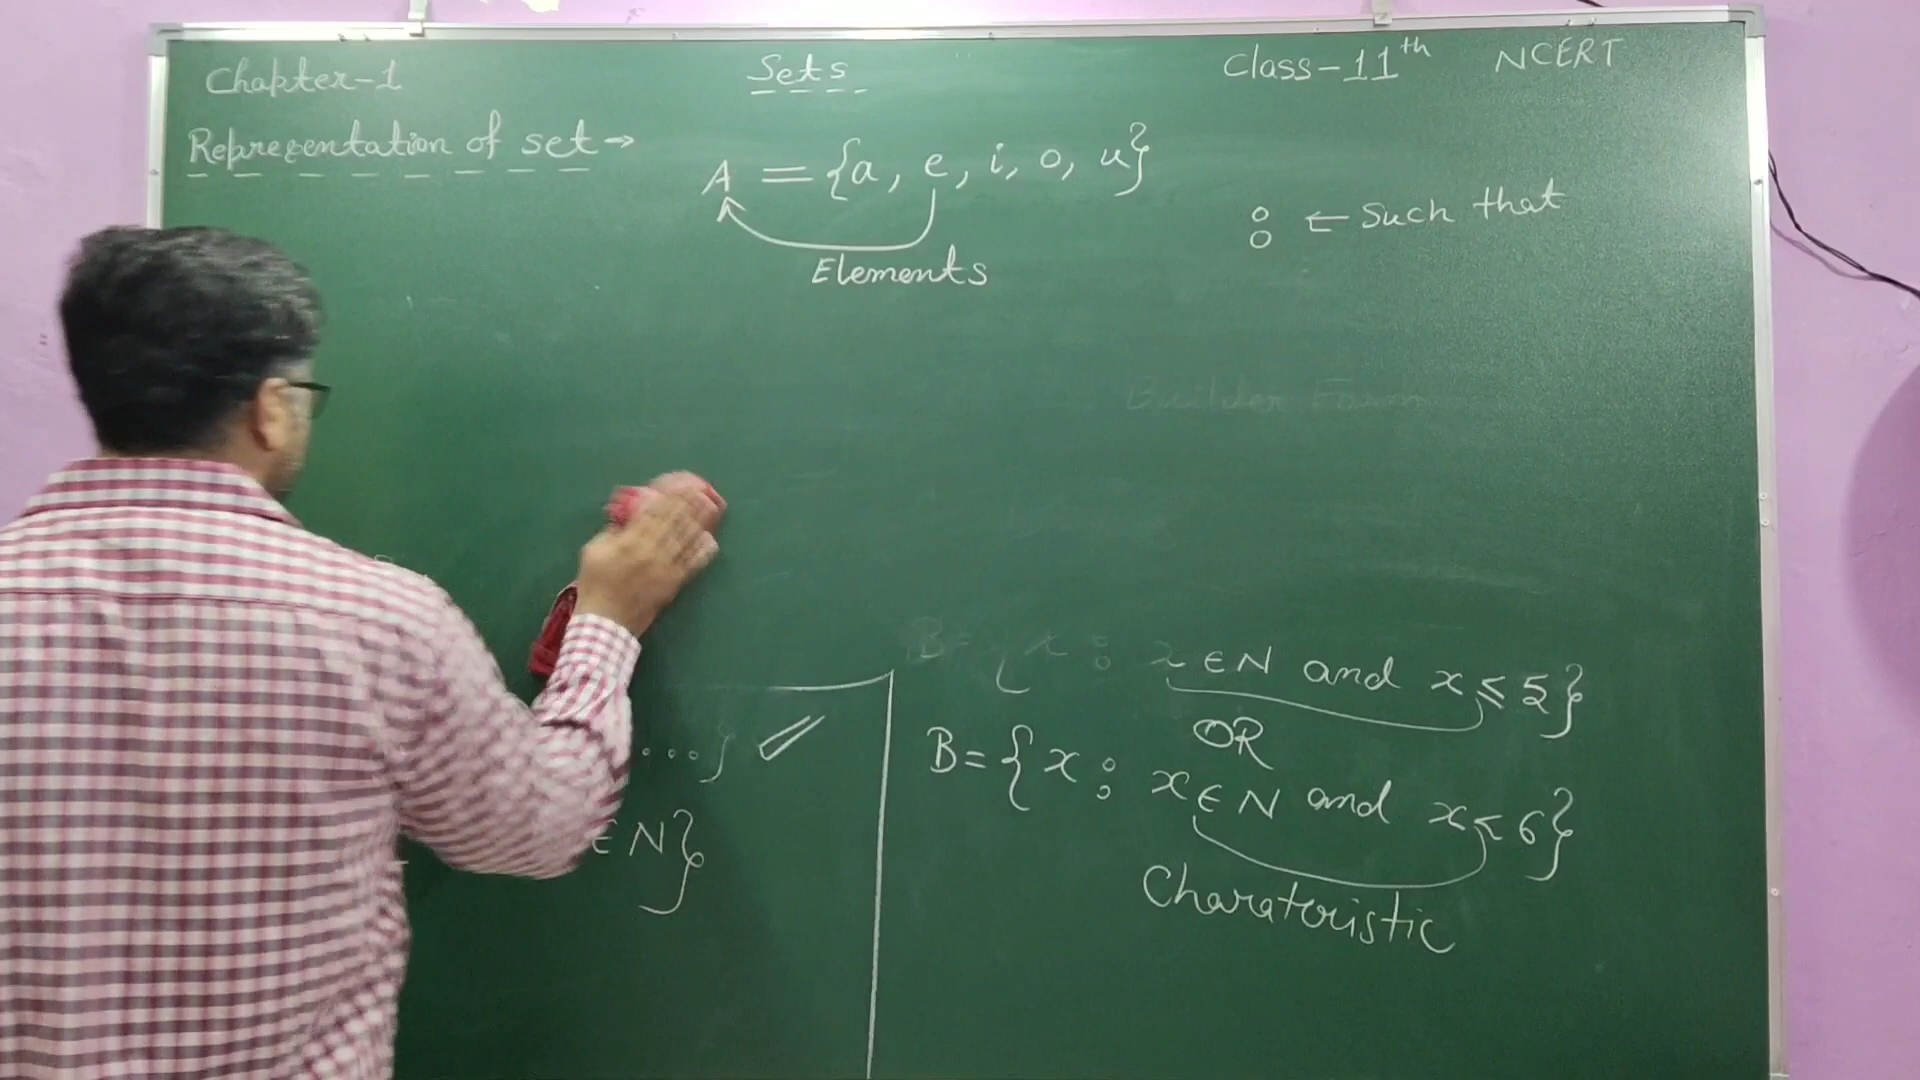 Chapter-1 Sets Class-11th NCERT
Representation of set→
A = {a, e, i, o, u}
: ← Such that
Elements
Builder Form
B= { x : x ∈ N and x ≤ 5}
OR
....}
B = { x : x ∈ N and x < 6}
∈ N}
Charateristic